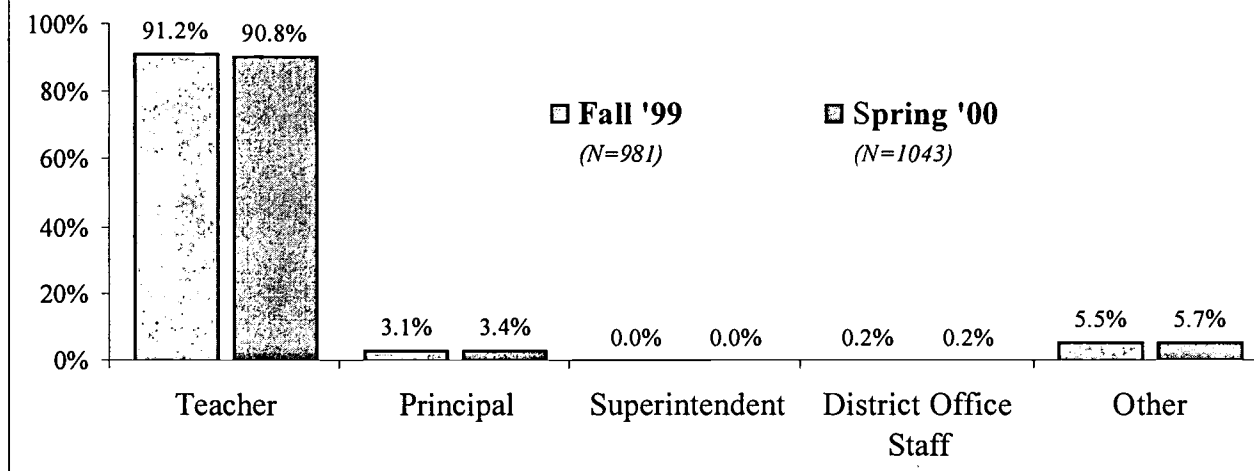 100%
80%
60%
40%
20%
0%
91.2% 90.8%
Fall '99 Spring '00
(N=981) (N=1043)
3.1% 3.4%
0.0% 0.0%
0.2% 0.2%
5.5% 5.7%
Teacher
Principal
Superintendent
District Office
Staff
Other